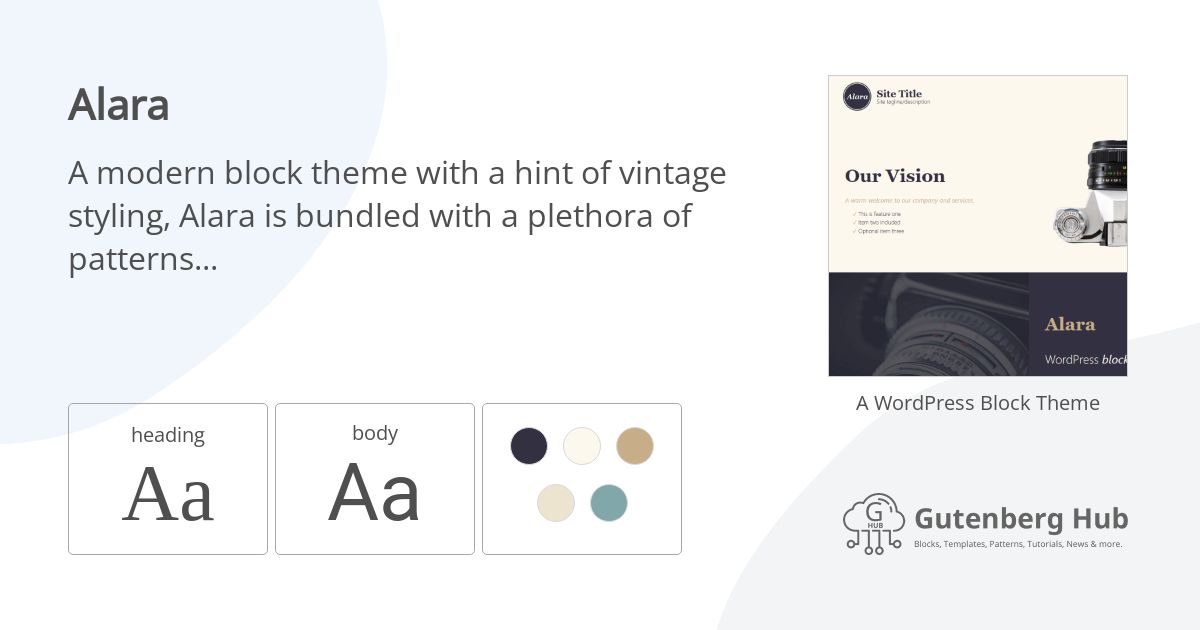 Alara
A modern block theme with a hint of vintage
styling, Alara is bundled with a plethora of
patterns...
heading
Aa
body
Aa
Alara
Site Title
Site tagline/description
Our Vision
A warm welcome to our company and services.
✓ This is feature one
✓ Item two included
✓ Optional item three
Alara
WordPress block
A WordPress Block Theme
G
HUB
Gutenberg Hub
Blocks, Templates, Patterns, Tutorials, News & more.